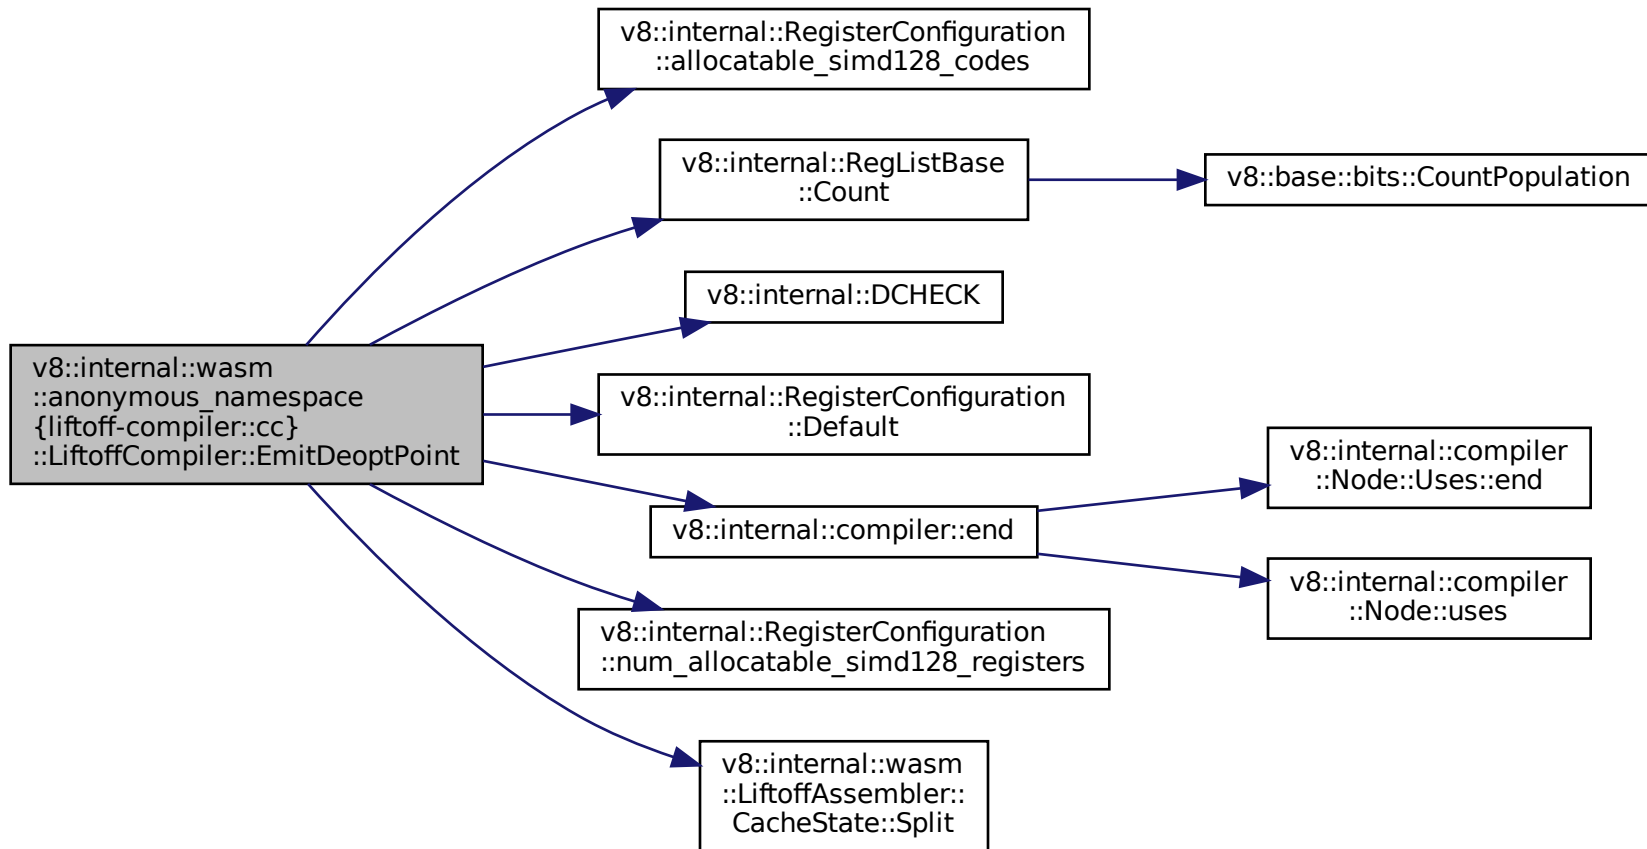 v8::internal::RegisterConfiguration
::allocatable_simd128_codes
v8::internal::RegListBase
::Count
v8::base::bits::CountPopulation
v8::internal::DCHECK
v8::internal::wasm
::anonymous_namespace
{liftoff-compiler::cc}
::LiftoffCompiler::EmitDeoptPoint
v8::internal::RegisterConfiguration
::Default
v8::internal::compiler::end
v8::internal::compiler
::Node::Uses::end
v8::internal::compiler
::Node::uses
v8::internal::RegisterConfiguration
::num_allocatable_simd128_registers
v8::internal::wasm
::LiftoffAssembler::
CacheState::Split